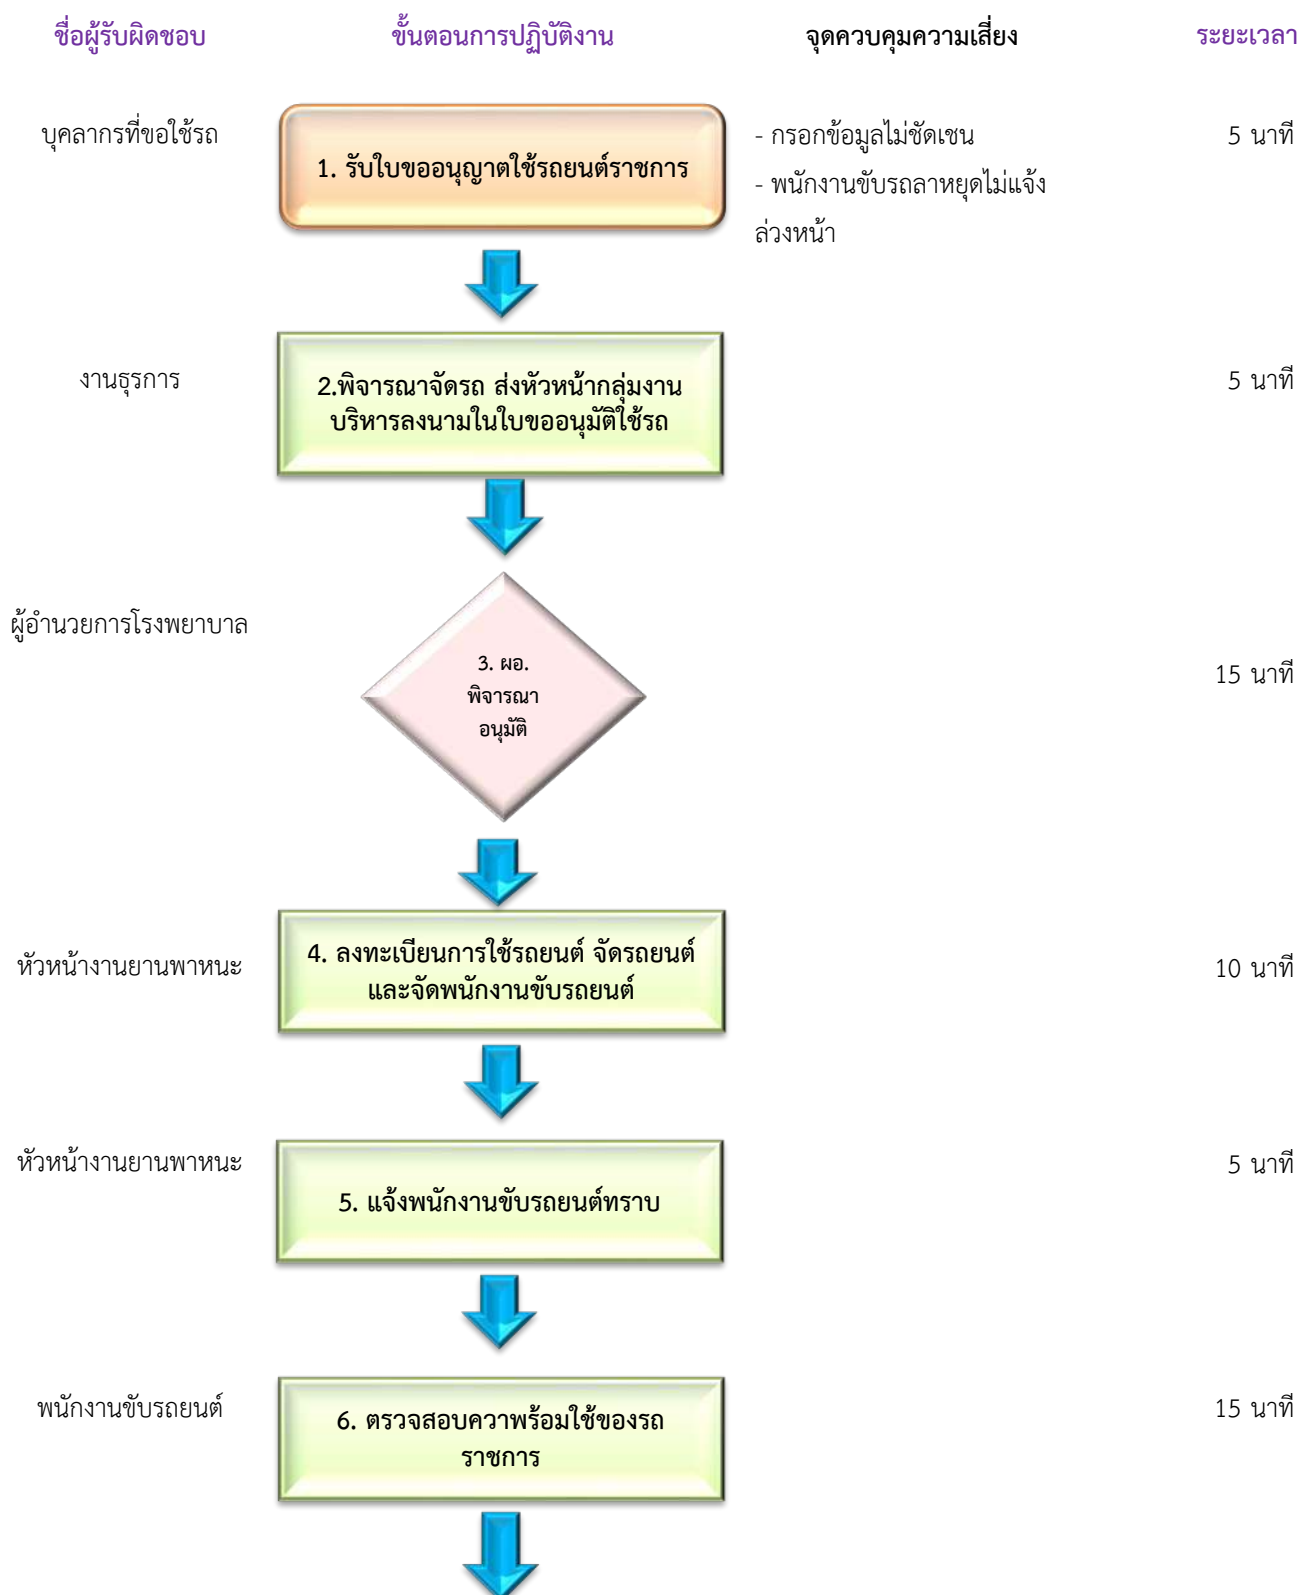 ชื่อผู้รับผิดชอบ ขั้นตอนการปฏิบัติงาน จุดควบคุมความเสี่ยง ระยะเวลา
บุคลากรที่ขอใช้รถ
1. รับใบขออนุญาตใช้รถยนต์ราชการ
- กรอกข้อมูลไม่ชัดเชน
- พนักงานขับรถลาหยุดไม่แจ้ง
ล่วงหน้า
5 นาที
งานธุรการ
2.พิจารณาจัดรถ ส่งหัวหน้ากลุ่มงาน
บริหารลงนามในใบขออนุมัติใช้รถ
5 นาที
ผู้อำนวยการโรงพยาบาล
3. ผอ.
พิจารณา
อนุมัติ
15 นาที
หัวหน้างานยานพาหนะ
4. ลงทะเบียนการใช้รถยนต์ จัดรถยนต์
และจัดพนักงานขับรถยนต์
10 นาที
หัวหน้างานยานพาหนะ
5. แจ้งพนักงานขับรถยนต์ทราบ
5 นาที
พนักงานขับรถยนต์
6. ตรวจสอบควาพร้อมใช้ของรถ
ราชการ
15 นาที